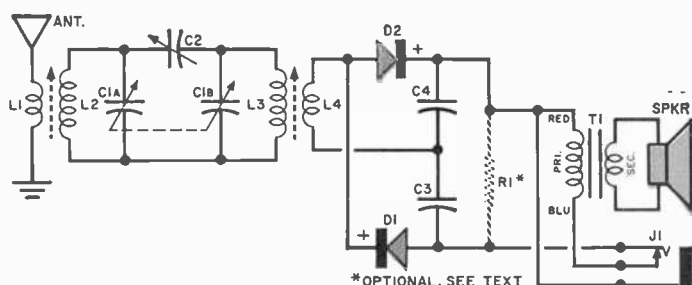 ANT.
C2
D2
+
L1
L2
C1A
C1B
L3
L4
C4
RED
T1
SPKR
PRI.
SEC.
R1*
C3
BLU
D1
+
J1
*OPTIONAL, SEE TEXT